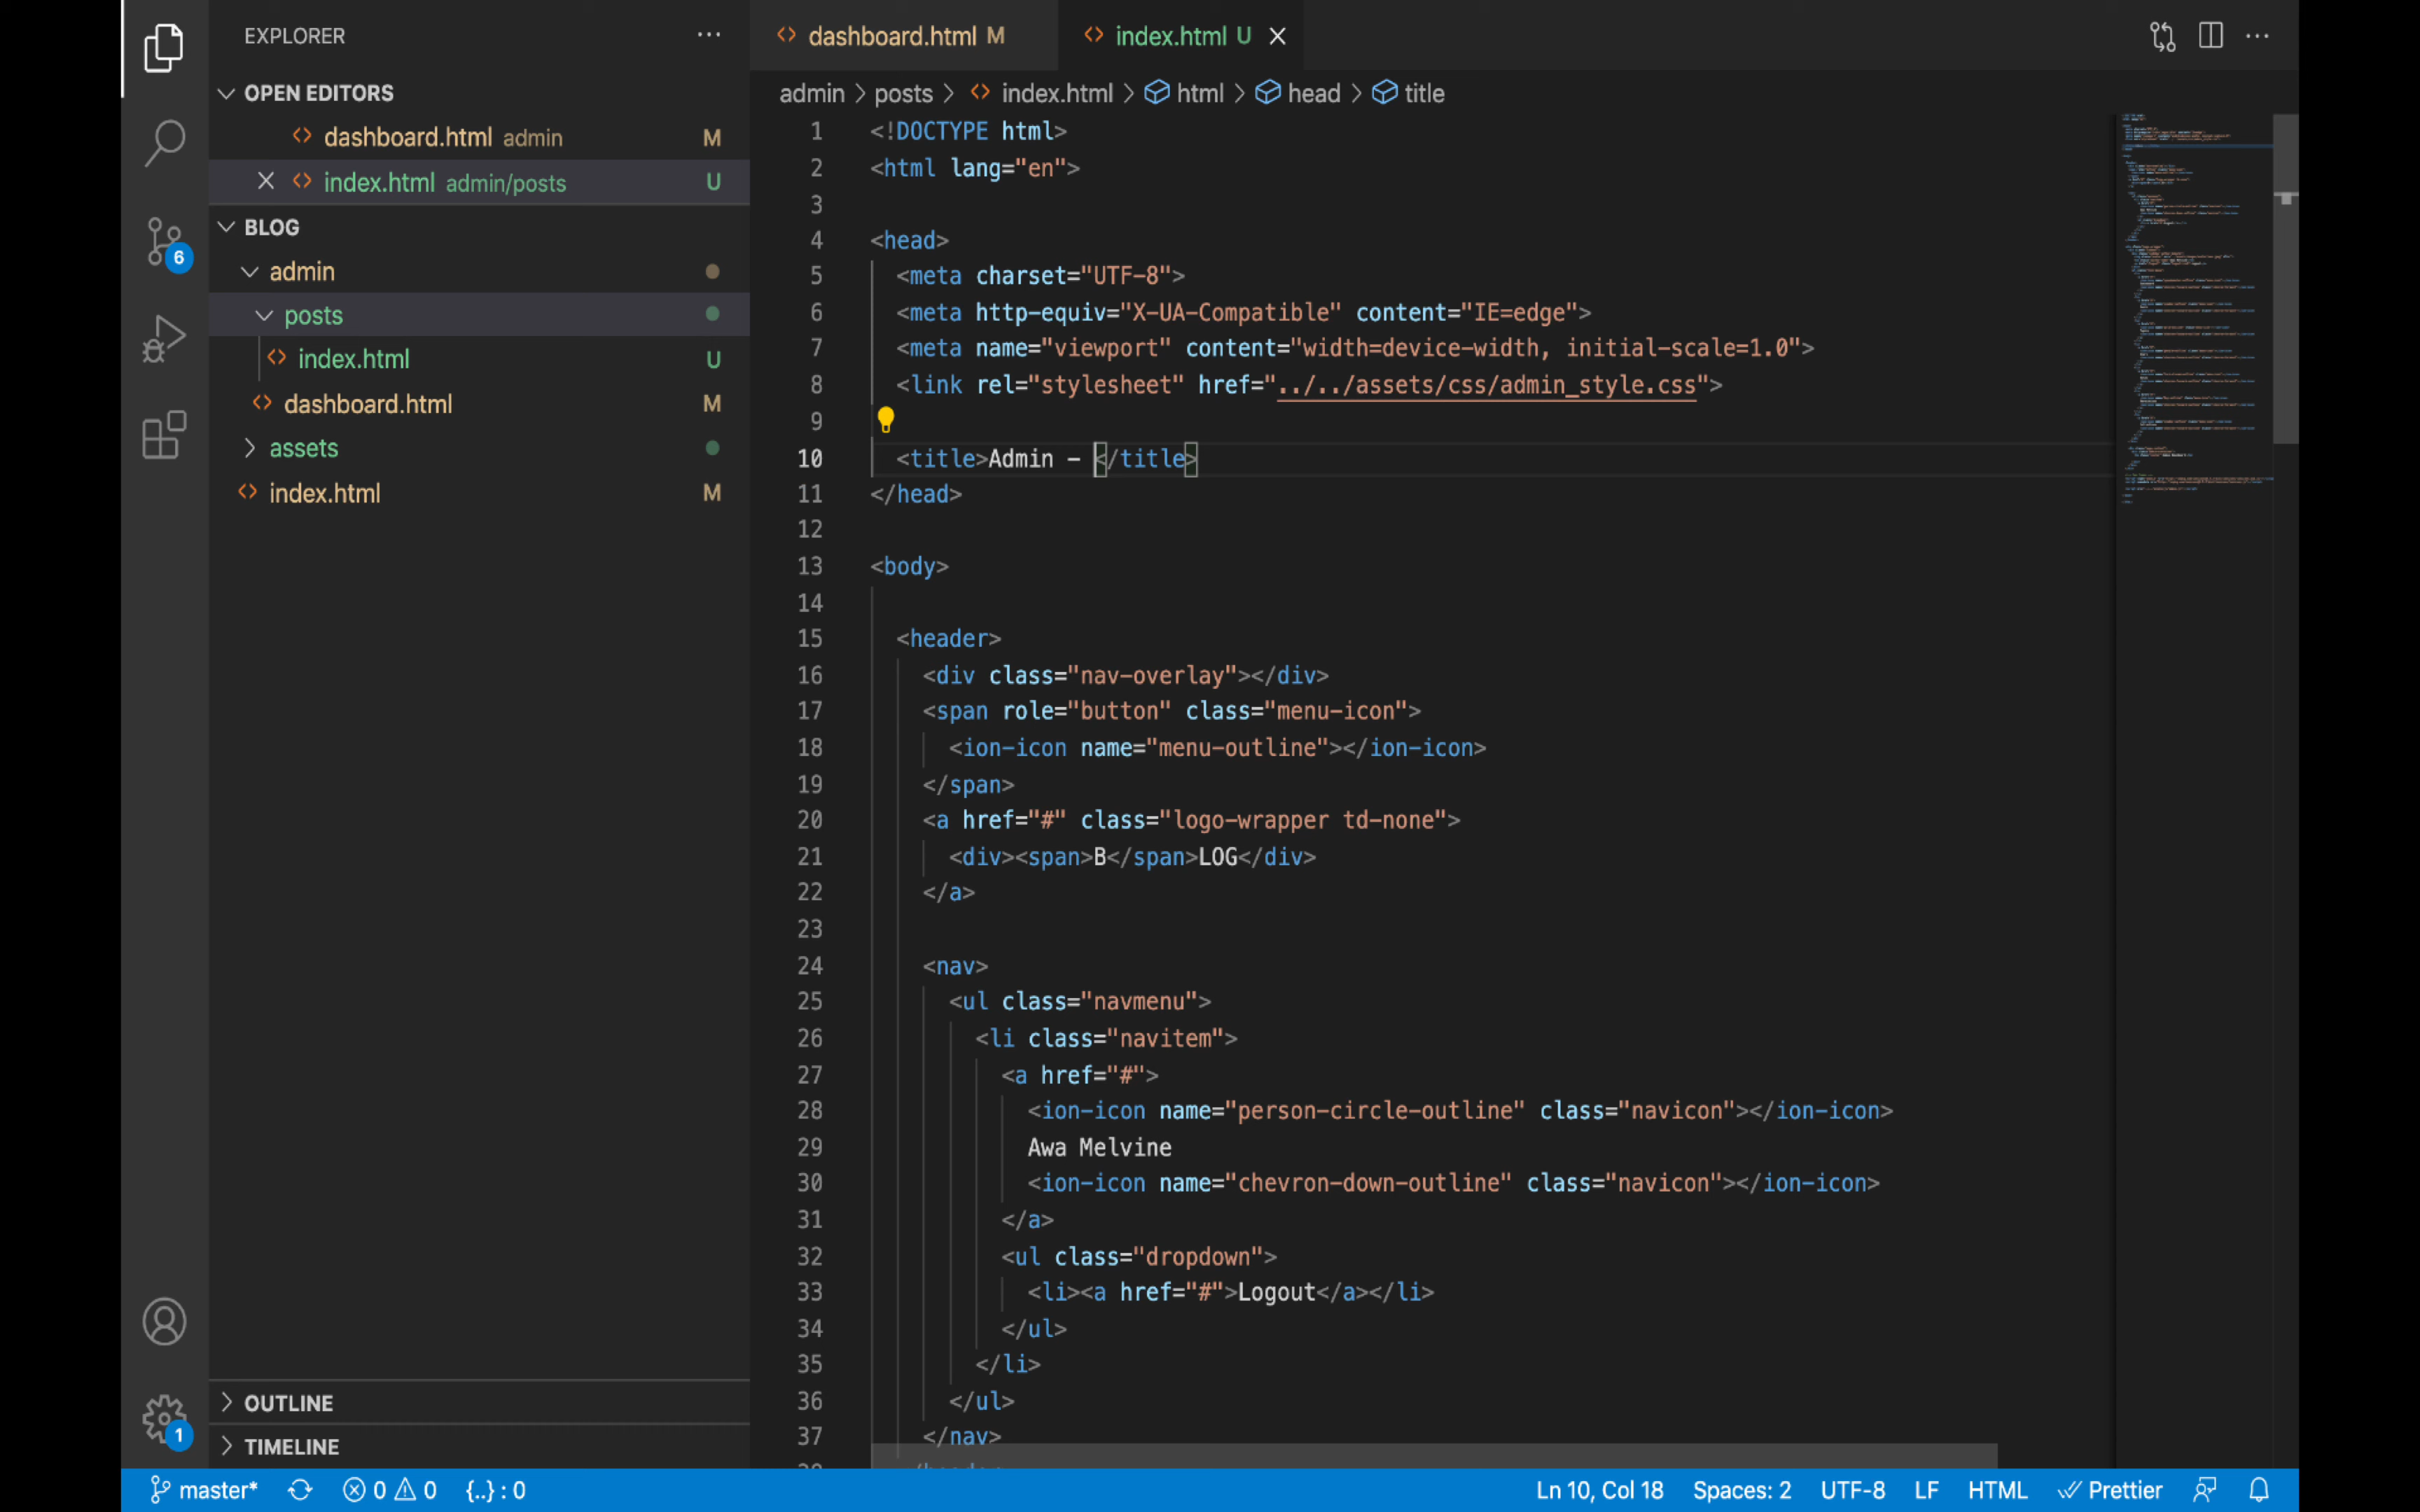 EXPLORER
OPEN EDITORS
dashboard.html admin M
index.html admin/posts U
BLOG
admin
posts
index.html U
dashboard.html M
assets
index.html M
OUTLINE
TIMELINE
6
1
dashboard.html M
index.html U
admin > posts > index.html > html > head > title
1 <!DOCTYPE html>
2 <html lang="en">
3
4 <head>
5 <meta charset="UTF-8">
6 <meta http-equiv="X-UA-Compatible" content="IE=edge">
7 <meta name="viewport" content="width=device-width, initial-scale=1.0">
8 <link rel="stylesheet" href="../../assets/css/admin_style.css">
9
10 <title>Admin - </title>
11 </head>
12
13 <body>
14
15 <header>
16 <div class="nav-overlay"></div>
17 <span role="button" class="menu-icon">
18 <ion-icon name="menu-outline"></ion-icon>
19 </span>
20 <a href="#" class="logo-wrapper td-none">
21 <div><span>B</span>LOG</div>
22 </a>
23
24 <nav>
25 <ul class="navmenu">
26 <li class="navitem">
27 <a href="#">
28 <ion-icon name="person-circle-outline" class="navicon"></ion-icon>
29 Awa Melvine
30 <ion-icon name="chevron-down-outline" class="navicon"></ion-icon>
31 </a>
32 <ul class="dropdown">
33 <li><a href="#">Logout</a></li>
34 </ul>
35 </li>
36 </ul>
37 </nav>
master* 0 0 {..} : 0 Ln 10, Col 18 Spaces: 2 UTF-8 LF HTML Prettier